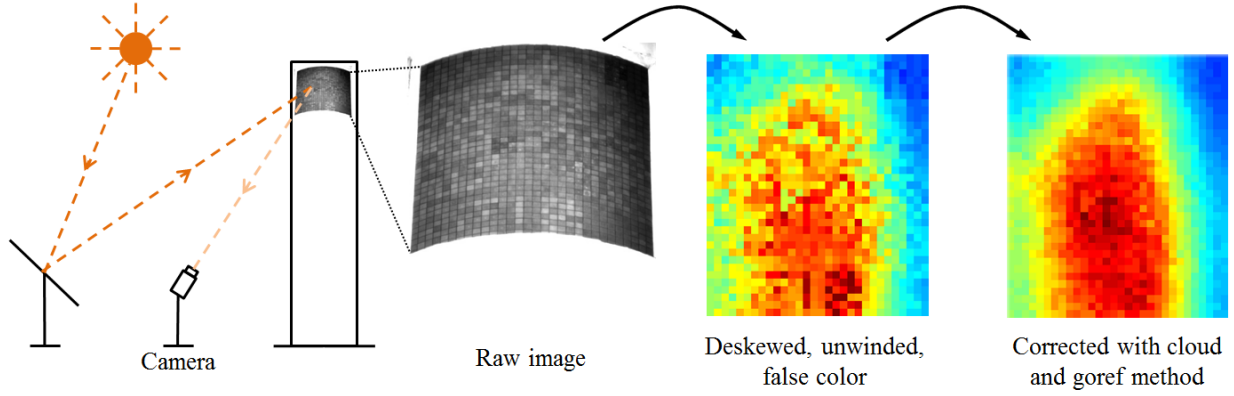 Camera
Raw image
Deskewed, unwinded,
false color
Corrected with cloud
and goref method